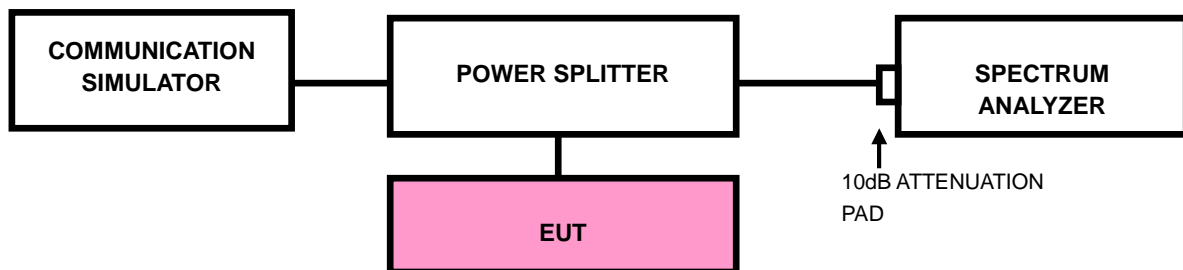 COMMUNICATION
SIMULATOR
POWER SPLITTER
SPECTRUM
ANALYZER
10dB ATTENUATION
PAD
EUT